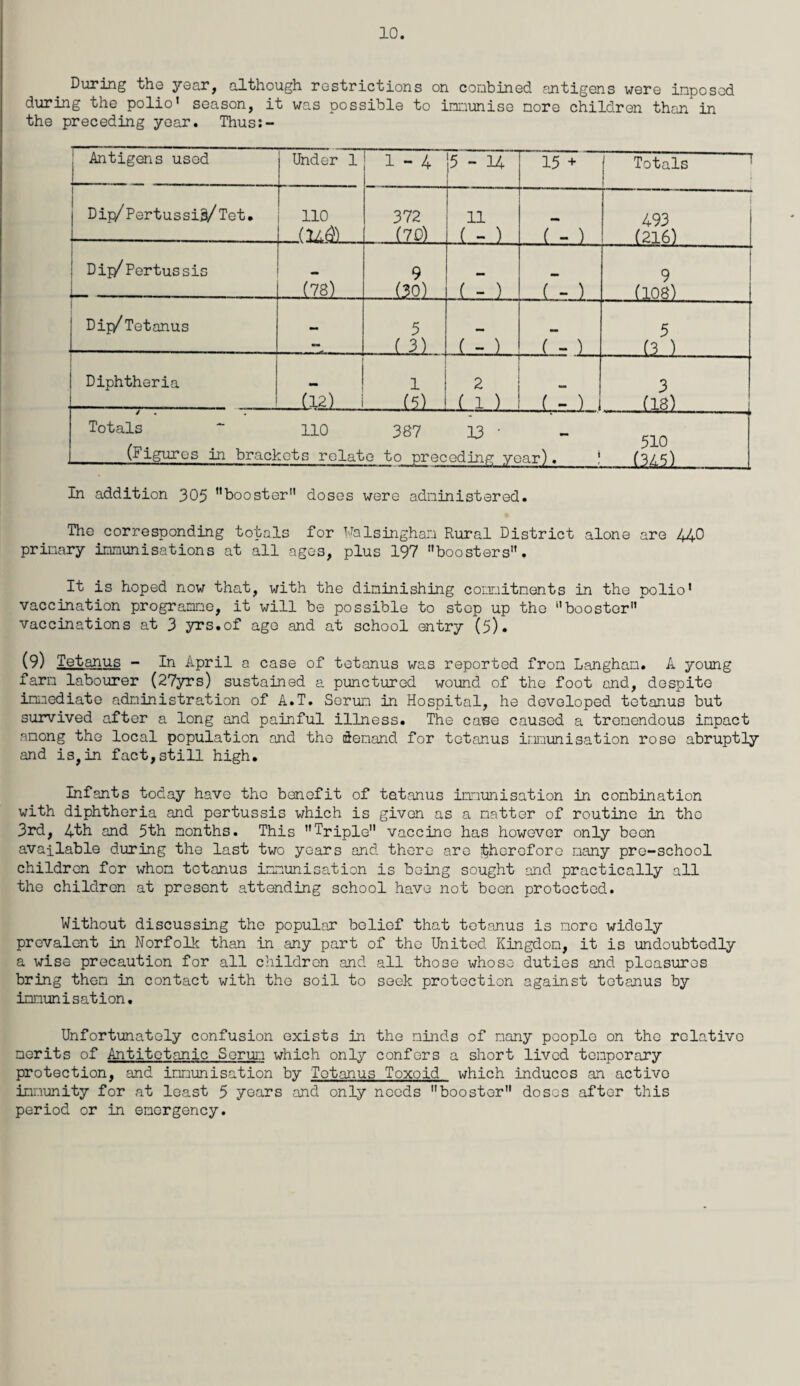 10.
During the year, although restrictions on combined antigens were imposed
during the polio' season, it was possible to immunise more children than in
the preceding year. Thus:-
Antigens used Under 1 1 - 4 5 - 14 15 + Totals
Dip/Pertussis/Tet. 110 372 11 - 493
(146) (70) ( - ) ( - ) (216)
Dip/Pertussis - 9 - - 9
(78) (30) ( - ) ( - ) (108)
Dip/Tetanus - 5 - - 5
- ( 3) ( - ) ( - ) (3 )
Diphtheria - 1 2 - 3
(12) (5) ( 1 ) ( - ) (18)
Totals 110 387 13 - 510
(Figures in brackets relate to preceding year). (345)
In addition 305 "booster" doses were administered.
The corresponding totals for Walsingham Rural District alone are 440
primary immunisations at all ages, plus 197 "boosters".
It is hoped now that, with the diminishing commitments in the polio'
vaccination programme, it will be possible to step up the "booster"
vaccinations at 3 yrs.of age and at school entry (5).
(9) Tetanus - In April a case of tetanus was reported from Langham. A young
farm labourer (27yrs) sustained a punctured wound of the foot and, despite
immediate administration of A.T. Serum in Hospital, he developed tetanus but
survived after a long and painful illness. The case caused a tremendous impact
among the local population and the demand for tetanus immunisation rose abruptly
and is,in fact,still high.
Infants today have the benefit of tetanus immunisation in combination
with diphtheria and pertussis which is given as a matter of routine in the
3rd, 4th and 5th months. This "Triple" vaccine has however only been
available during the last two years and there are therefore many pre-school
children for whom tetanus immunisation is being sought and practically all
the children at present attending school have not been protected.
Without discussing the popular belief that tetanus is more widely
prevalent in Norfolk than in any part of the United Kingdom, it is undoubtedly
a wise precaution for all children and all those whose duties and pleasures
bring them in contact with the soil to seek protection against tetanus by
immunisation.
Unfortunately confusion exists in the minds of many people on the relative
merits of Antitetanic Serum which only confers a short lived temporary
protection, and immunisation by Tetanus Toxoid which induces an active
immunity for at least 5 years and only needs "booster" doses after this
period or in emergency.